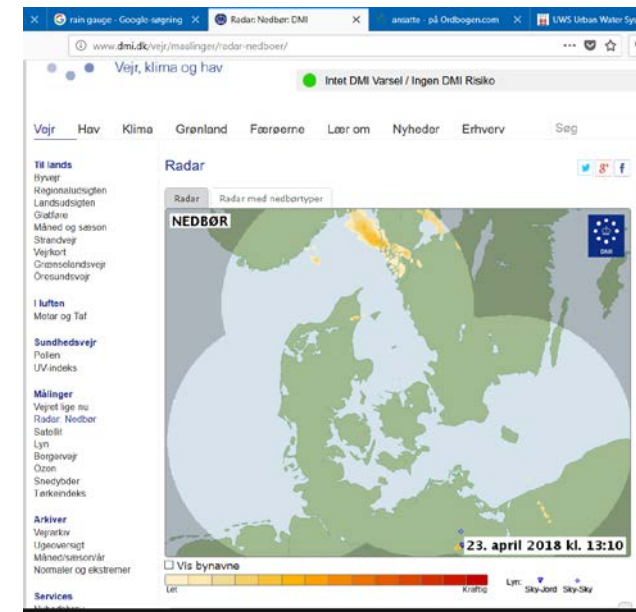 rain gauge - Google-søgning
Radar: Nedbør: DMI
ansatte - på Ordbogen.com
UWS Urban Water Sys
www.dmi.dk/vejr/maalinger/radar-nedboer/
Vejr, klima og hav
Intet DMI Varsel / Ingen DMI Risiko
Vejr Hav Klima Grønland Færøerne Lær om Nyheder Erhverv Søg
Til lands
Byvejr
Regionaludsigten
Landsudsigten
Glatføre
Måned og sæson
Strandvejr
Vejrkort
Grænselandsvejr
Öresundsvejr
I luften
Metar og Taf
Sundhedsvejr
Pollen
UV-indeks
Målinger
Vejret lige nu
Radar: Nedbør
Satellit
Lyn
Borgervejr
Ozon
Snedybder
Tørkeindeks
Arkiver
Vejrarkiv
Ugeoversigt
Måned/sæson/år
Normaler og ekstremer
Services
Radar
Radar Radar med nedbørtyper
NEDBØR
DMI
23. april 2018 kl. 13:10
Vis bynavne
Let Kraftig
Lyn: Sky-Jord Sky-Sky